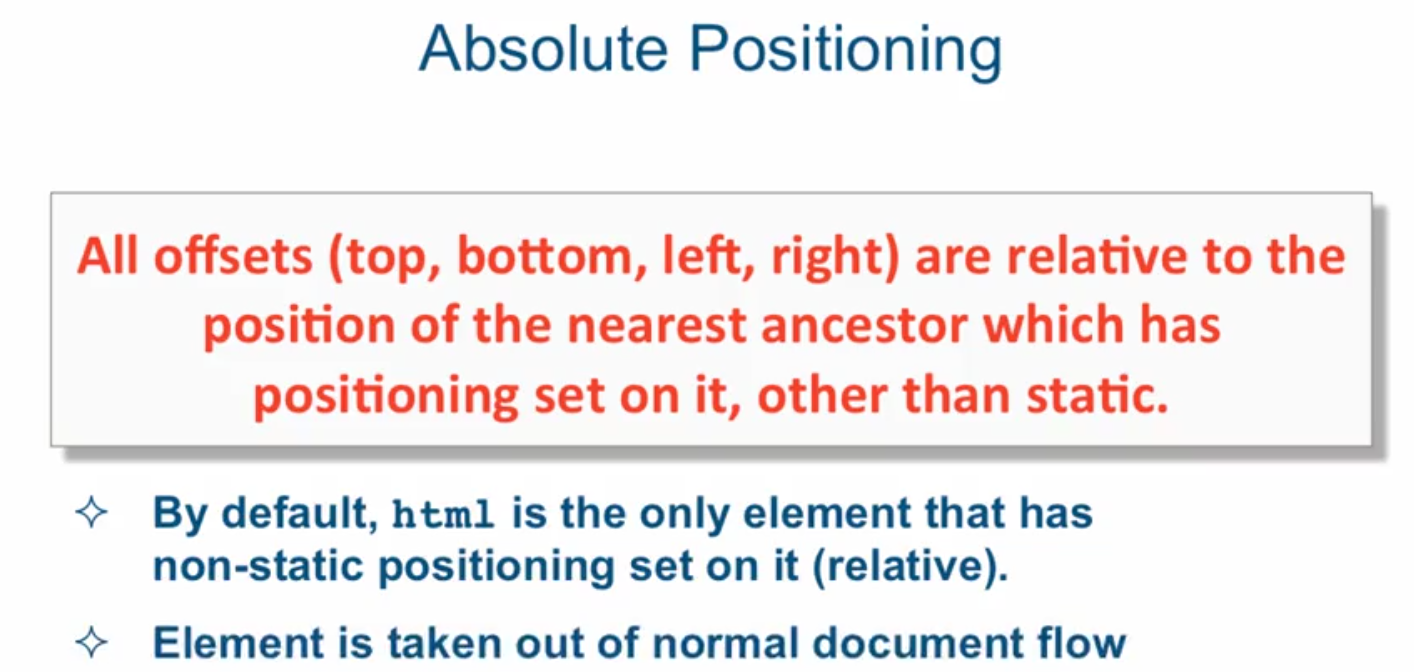 Absolute Positioning
All offsets (top, bottom, left, right) are relative to the
position of the nearest ancestor which has
positioning set on it, other than static.
By default, html is the only element that has
non-static positioning set on it (relative).
Element is taken out of normal document flow